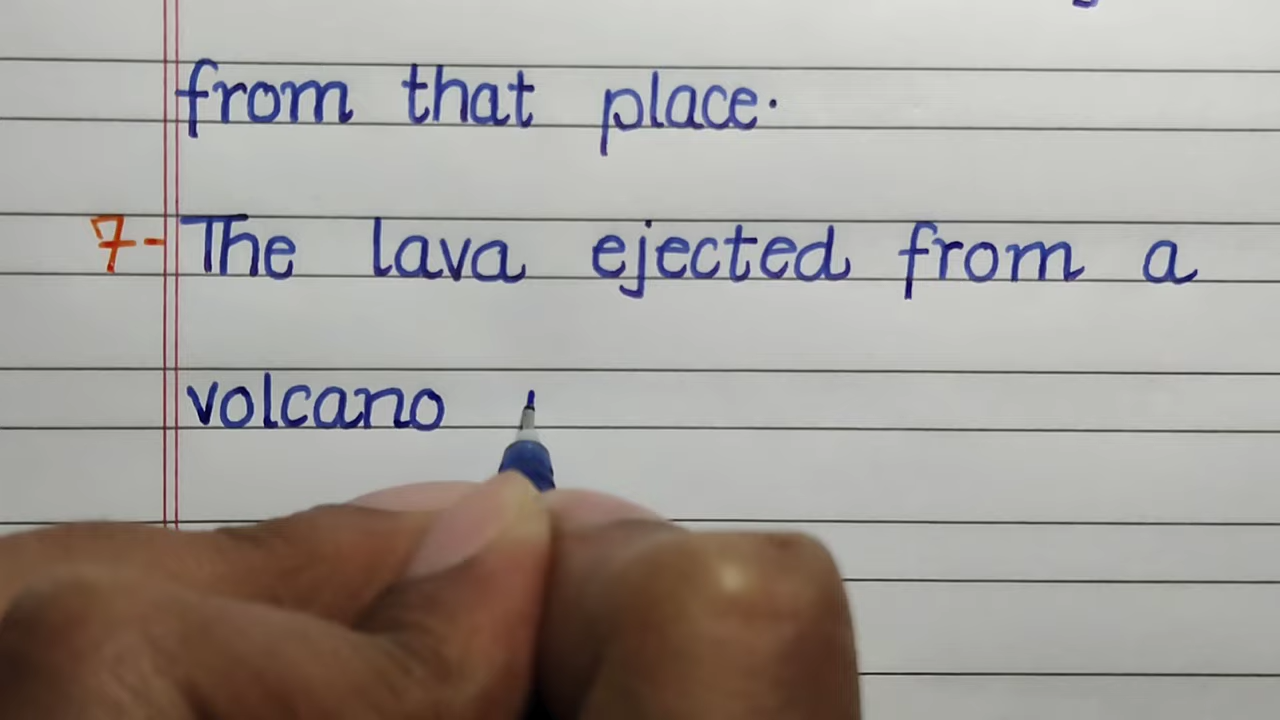 from that place.
7- The lava ejected from a
volcano